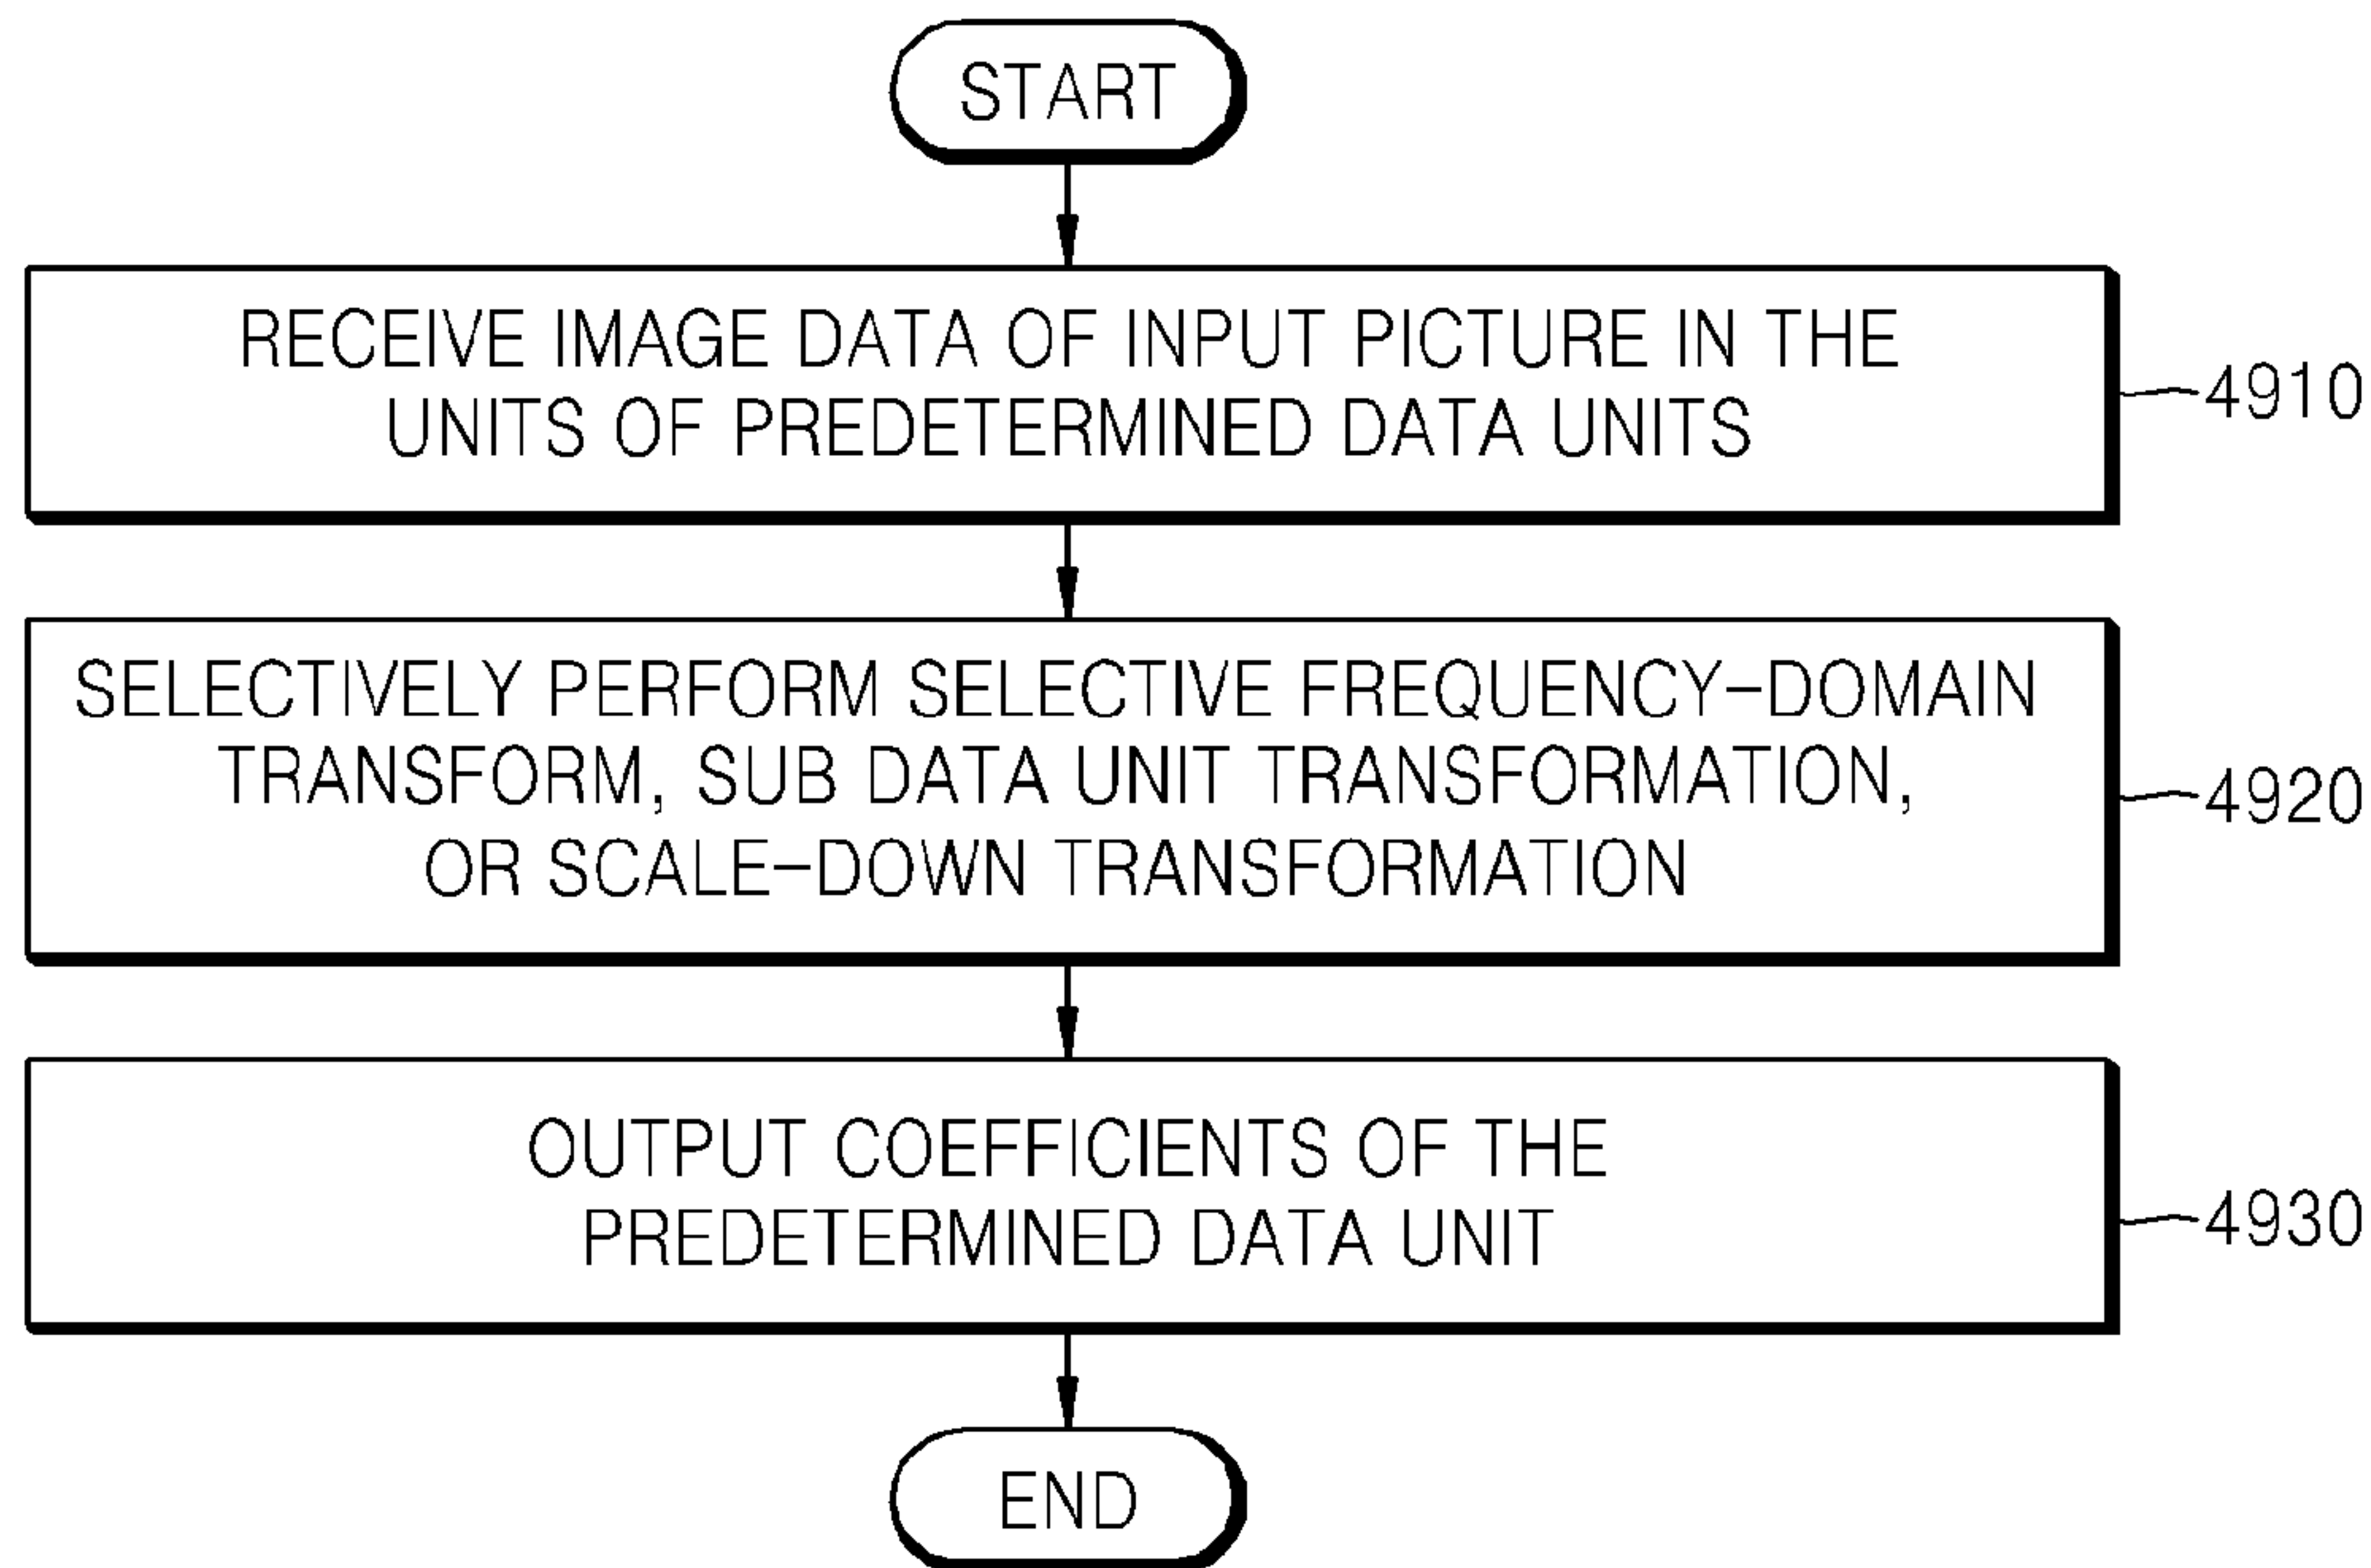 START
RECEIVE IMAGE DATA OF INPUT PICTURE IN THE
UNITS OF PREDETERMINED DATA UNITS
4910
SELECTIVELY PERFORM SELECTIVE FREQUENCY-DOMAIN
TRANSFORM, SUB DATA UNIT TRANSFORMATION,
OR SCALE-DOWN TRANSFORMATION
4920
OUTPUT COEFFICIENTS OF THE
PREDETERMINED DATA UNIT
4930
END